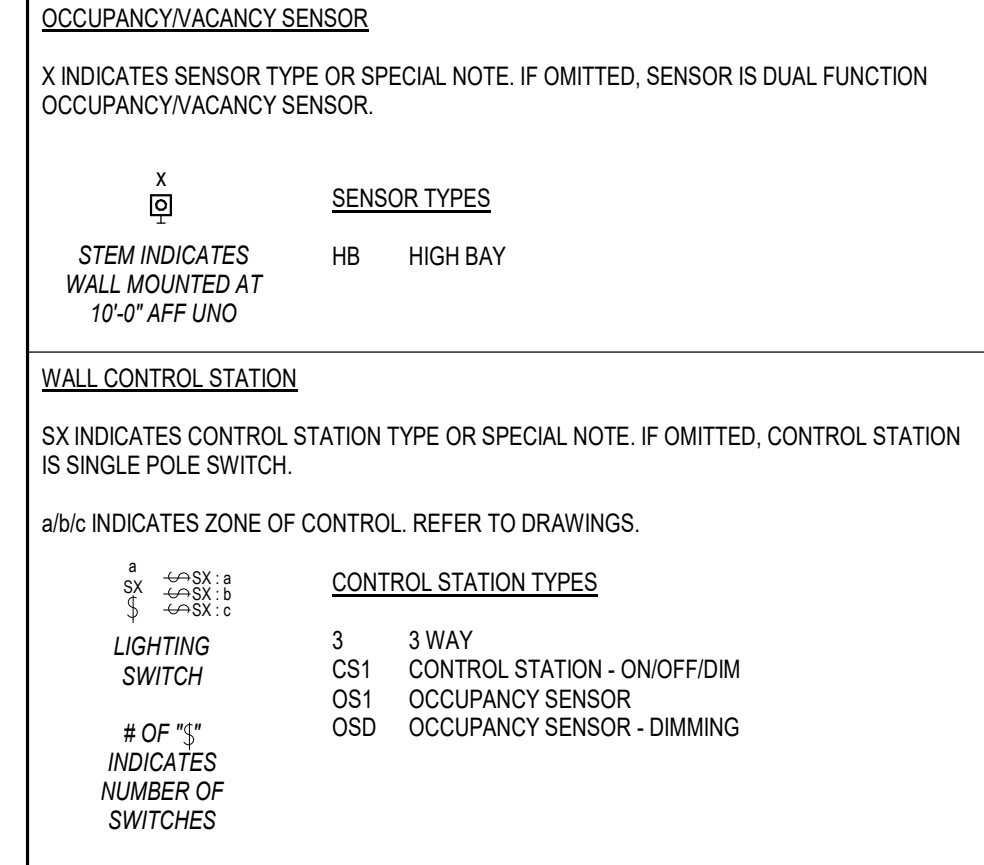 OCCUPANCY/VACANCY SENSOR
X INDICATES SENSOR TYPE OR SPECIAL NOTE. IF OMITTED, SENSOR IS DUAL FUNCTION
OCCUPANCY/VACANCY SENSOR.
X
STEM INDICATES
WALL MOUNTED AT
10'-0" AFF UNO
SENSOR TYPES
HB HIGH BAY
WALL CONTROL STATION
SX INDICATES CONTROL STATION TYPE OR SPECIAL NOTE. IF OMITTED, CONTROL STATION
IS SINGLE POLE SWITCH.
a/b/c INDICATES ZONE OF CONTROL. REFER TO DRAWINGS.
a
SX
$
$SX : a
$SX : b
$SX : c
LIGHTING
SWITCH
# OF "$"
INDICATES
NUMBER OF
SWITCHES
CONTROL STATION TYPES
3 3 WAY
CS1 CONTROL STATION - ON/OFF/DIM
OS1 OCCUPANCY SENSOR
OSD OCCUPANCY SENSOR - DIMMING